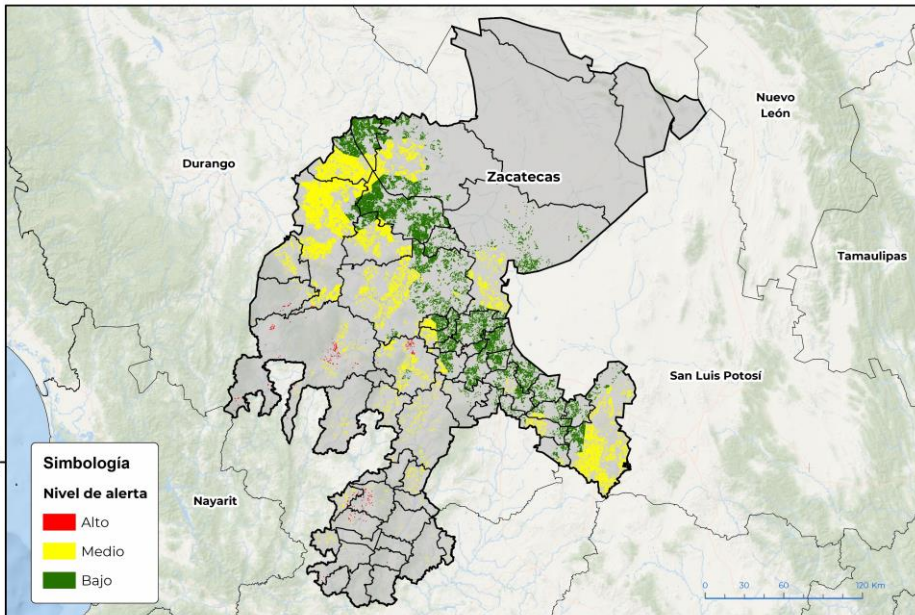 Nuevo
León
Durango
Zacatecas
Tamaulipas
San Luis Potosí
Simbología
Nivel de alerta
Alto
Medio
Bajo
Nayarit
0 30 60 120 Km